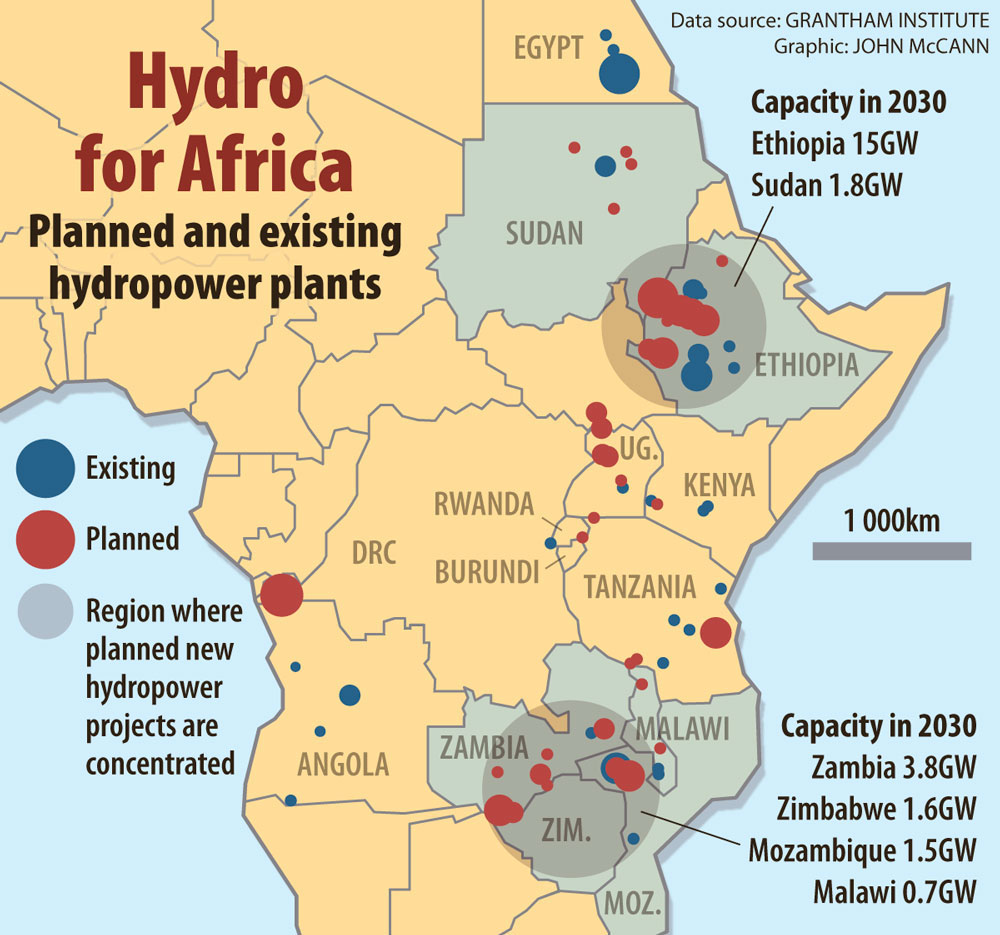 Data source: GRANTHAM INSTITUTE
Graphic: JOHN McCANN
Hydro
for Africa
Planned and existing
hydropower plants
EGYPT
Capacity in 2030
Ethiopia 15GW
Sudan 1.8GW
SUDAN
ETHIOPIA
Existing
Planned
Region where
planned new
hydropower
projects are
concentrated
UG.
KENYA
RWANDA
DRC
BURUNDI
TANZANIA
1 000km
ANGOLA
ZAMBIA
MALAWI
ZIM.
MOZ.
Capacity in 2030
Zambia 3.8GW
Zimbabwe 1.6GW
Mozambique 1.5GW
Malawi 0.7GW